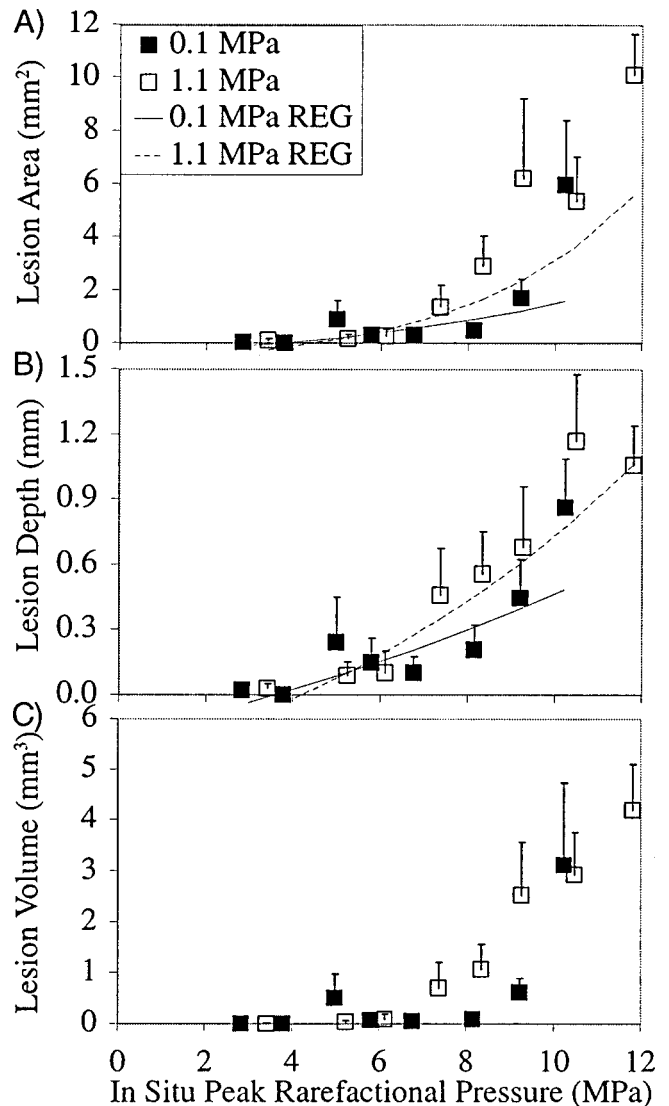 A)
Lesion Area (mm²)
12
10
8
6
4
2
0
0.1 MPa
1.1 MPa
0.1 MPa REG
1.1 MPa REG
B)
Lesion Depth (mm)
1.5
1.2
0.9
0.6
0.3
0.0
C)
Lesion Volume (mm³)
6
5
4
3
2
1
0
0 2 4 6 8 10 12
In Situ Peak Rarefactional Pressure (MPa)